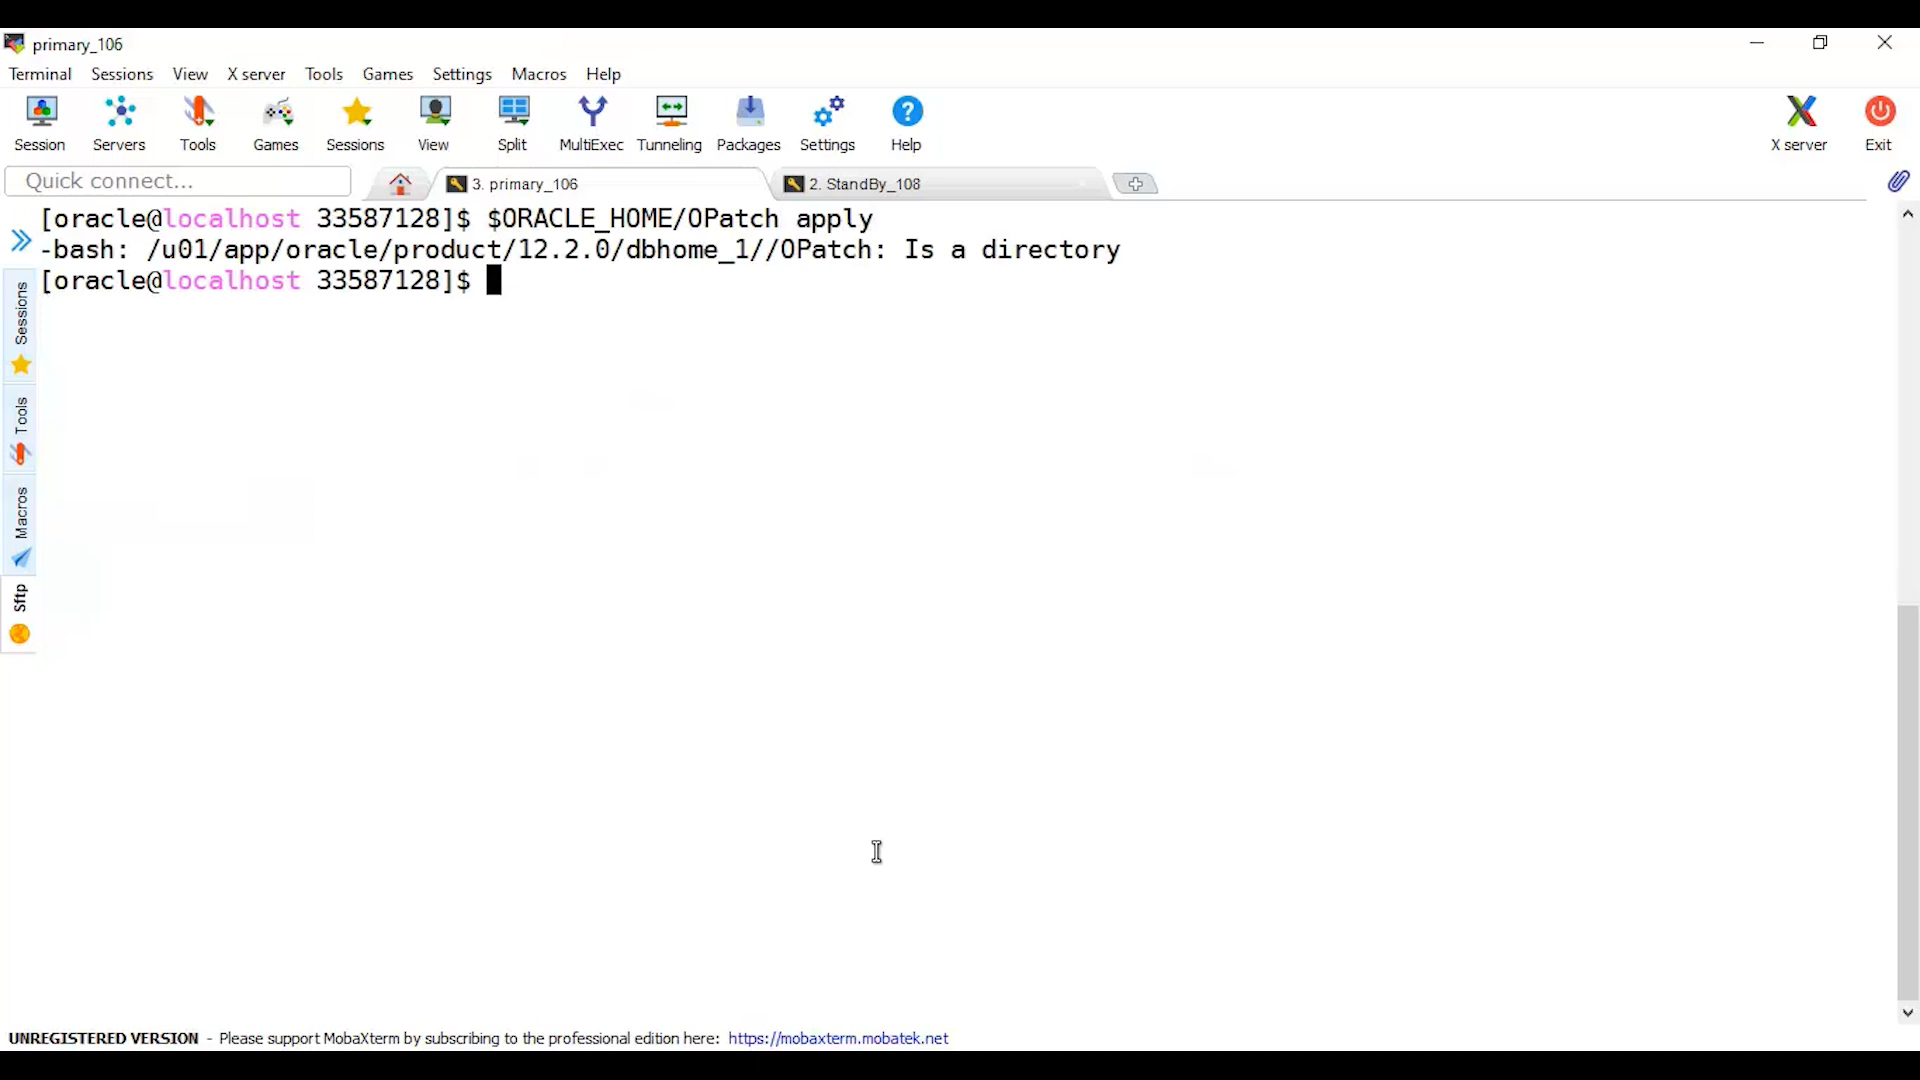 primary_106
Terminal Sessions View X server Tools Games Settings Macros Help
Session Servers Tools Games Sessions View Split MultiExec Tunneling Packages Settings Help X server Exit
Quick connect... 3. primary_106 2. StandBy_108
[oracle@localhost 33587128]$ $ORACLE_HOME/OPatch apply
-bash: /u01/app/oracle/product/12.2.0/dbhome_1//OPatch: Is a directory
[oracle@localhost 33587128]$
Sessions
Tools
Macros
Sftp
UNREGISTERED VERSION - Please support MobaXterm by subscribing to the professional edition here: https://mobaxterm.mobatek.net